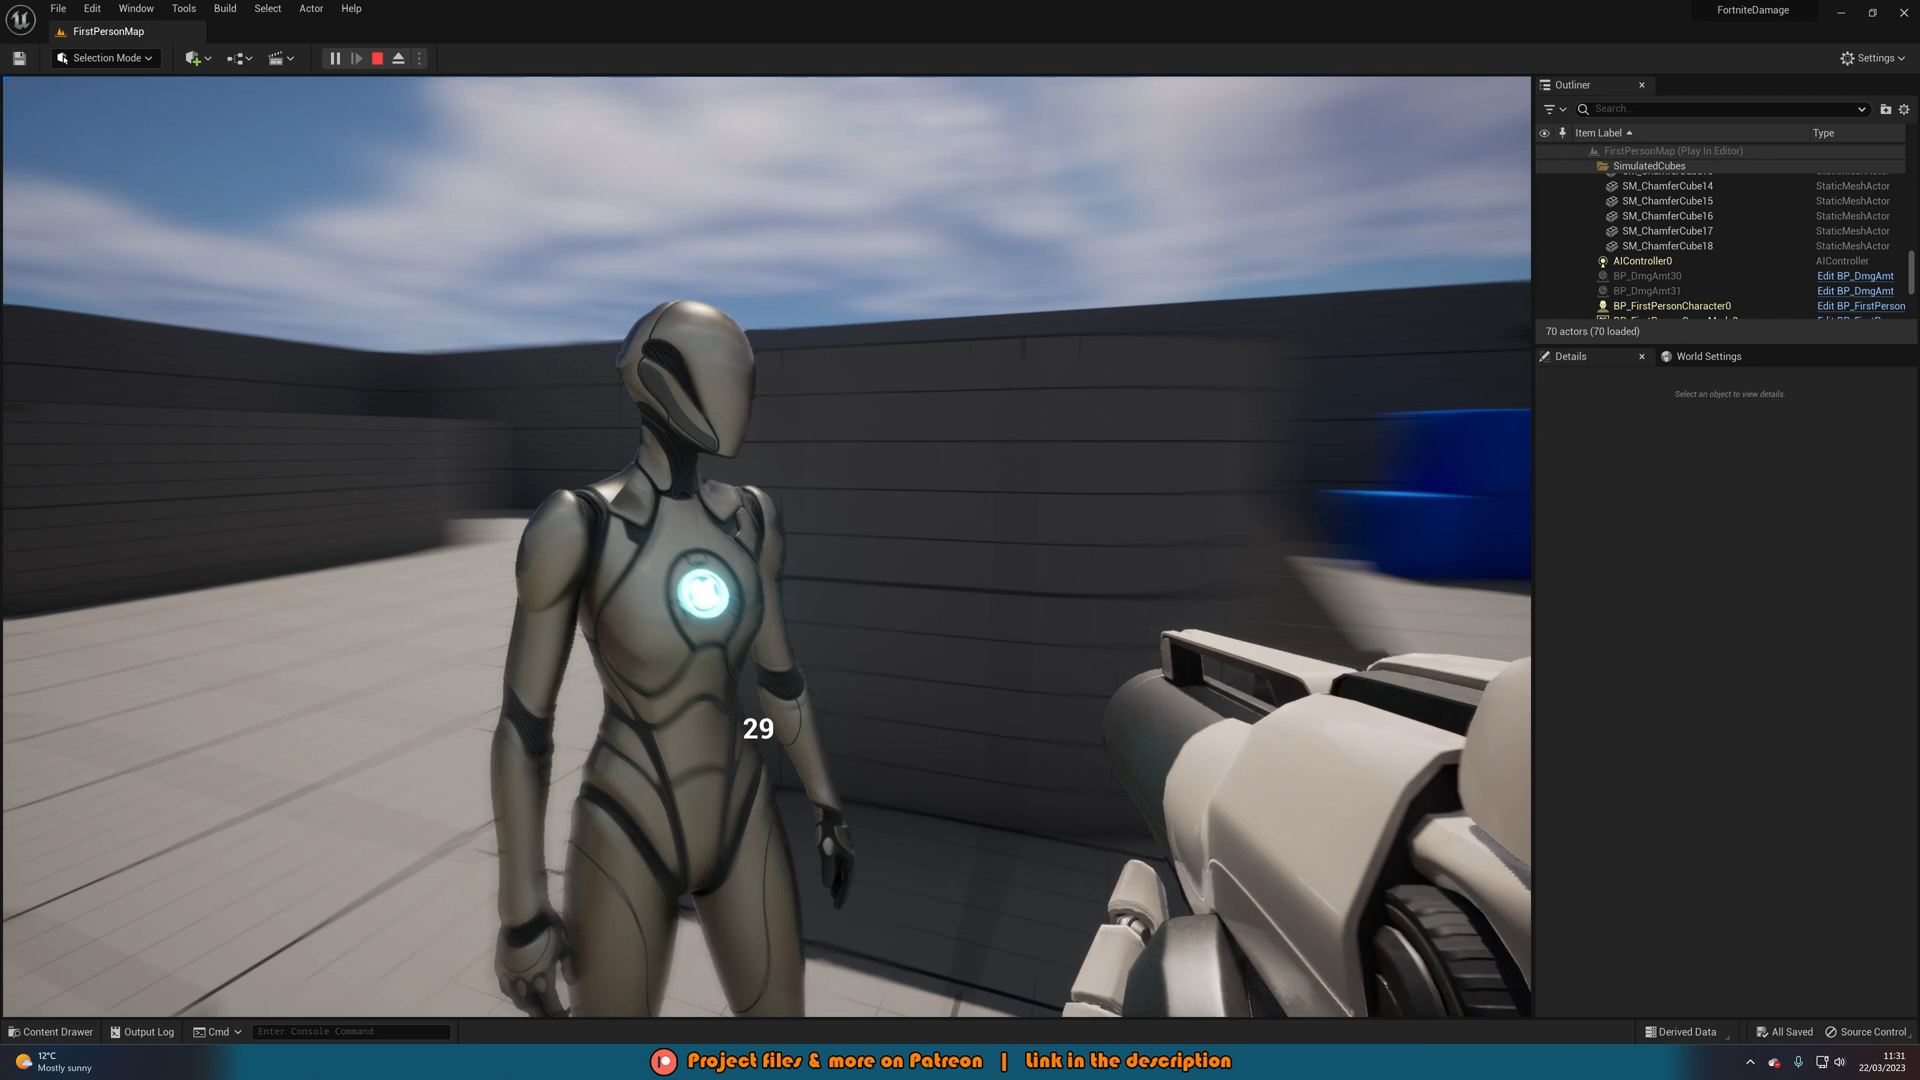 File Edit Window Tools Build Select Actor Help
FortniteDamage
FirstPersonMap
Selection Mode
Settings
Outliner
Search...
Item Label Type
FirstPersonMap (Play In Editor)
SimulatedCubes
SM_ChamferCube14 StaticMeshActor
SM_ChamferCube15 StaticMeshActor
SM_ChamferCube16 StaticMeshActor
SM_ChamferCube17 StaticMeshActor
SM_ChamferCube18 StaticMeshActor
AIController0 AIController
BP_DmgAmt30 Edit BP_DmgAmt
BP_DmgAmt31 Edit BP_DmgAmt
BP_FirstPersonCharacter0 Edit BP_FirstPerson
70 actors (70 loaded)
Details World Settings
Select an object to view details.
29
Content Drawer Output Log Cmd Enter Console Command
Derived Data All Saved Source Control
12°C
Mostly sunny
Project files & more on Patreon | Link in the description
11:31
22/03/2023